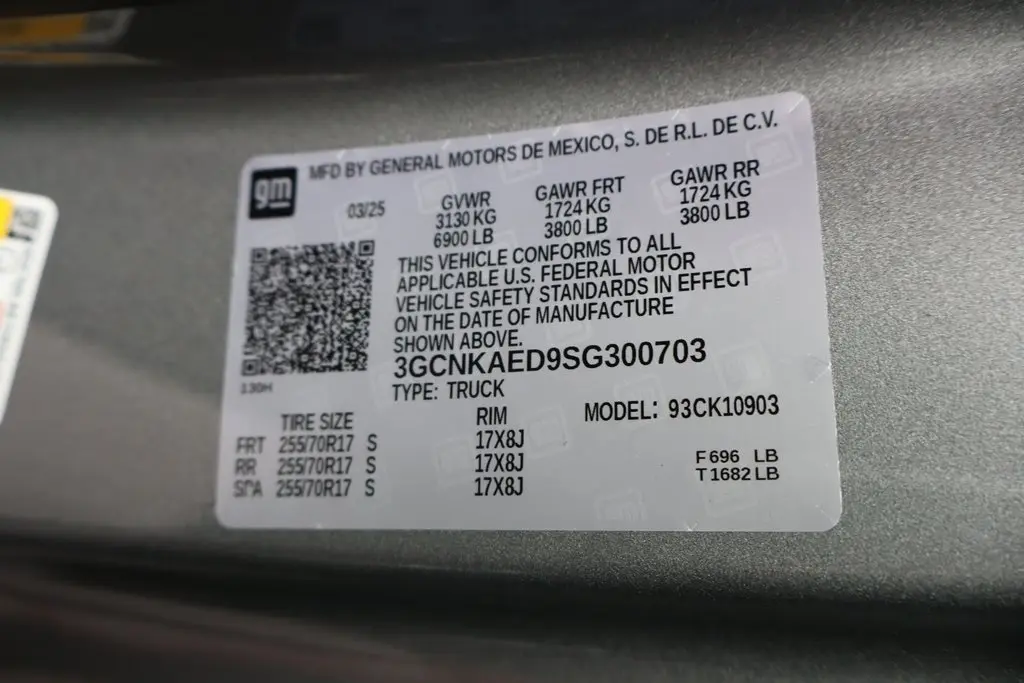 gm
MFD BY GENERAL MOTORS DE MEXICO, S. DE R.L. DE C.V.
03/25
GVWR GAWR FRT GAWR RR
3130 KG 1724 KG 1724 KG
6900 LB 3800 LB 3800 LB
THIS VEHICLE CONFORMS TO ALL
APPLICABLE U.S. FEDERAL MOTOR
VEHICLE SAFETY STANDARDS IN EFFECT
ON THE DATE OF MANUFACTURE
SHOWN ABOVE.
3GCNKAED9SG300703
130H
TYPE: TRUCK
TIRE SIZE RIM MODEL: 93CK10903
FRT 255/70R17 S 17X8J
RR 255/70R17 S 17X8J F 696 LB
SPA 255/70R17 S 17X8J T 1682 LB